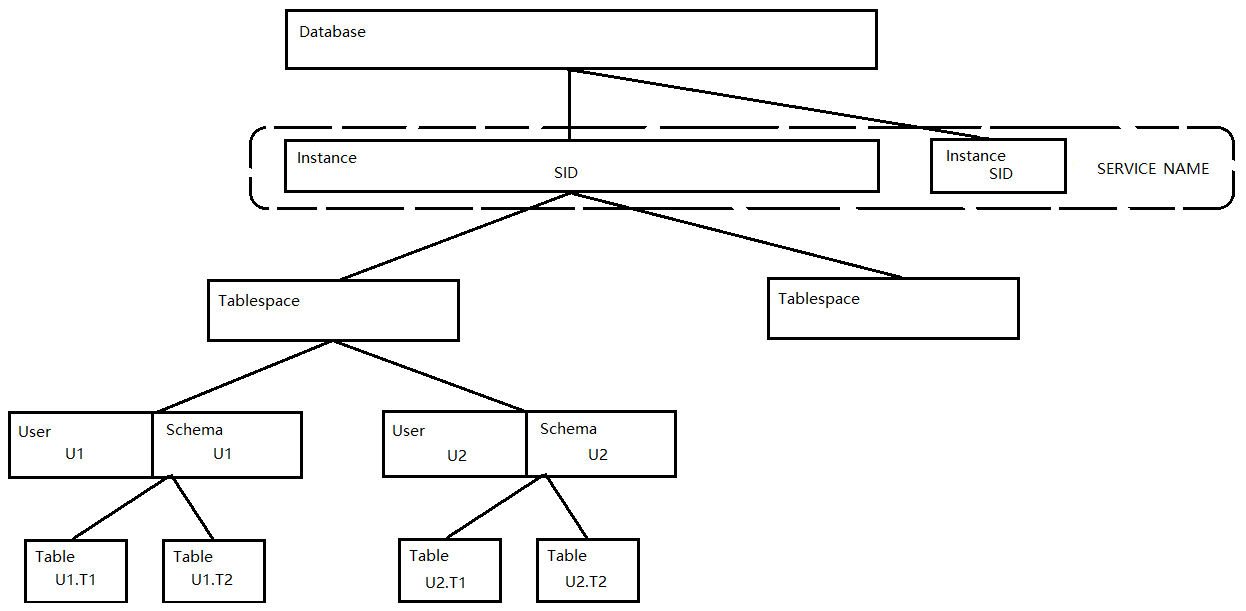 Database
Instance
SID
Instance
SID
SERVICE NAME
Tablespace
Tablespace
User
U1
Schema
U1
User
U2
Schema
U2
Table
U1.T1
Table
U1.T2
Table
U2.T1
Table
U2.T2